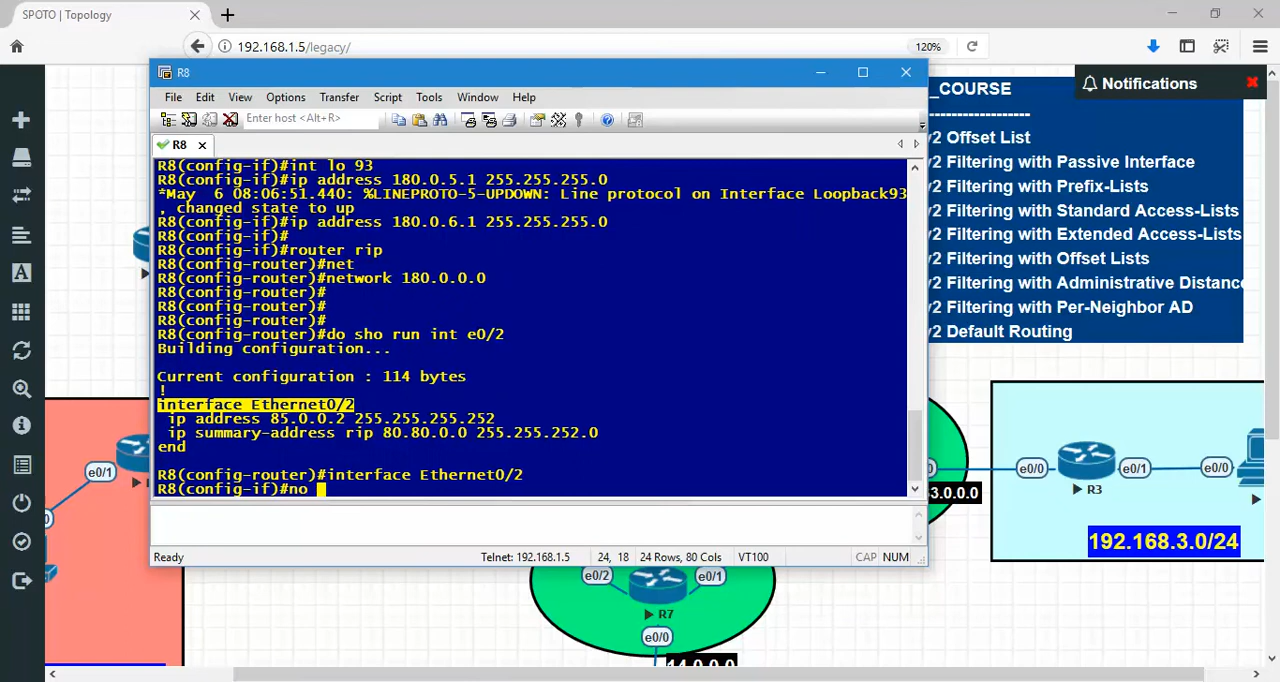 SPOTO | Topology
192.168.1.5/legacy/
120%
R8
File Edit View Options Transfer Script Tools Window Help
Enter host <Alt+R>
R8
R8(config-if)#int lo 93
R8(config-if)#ip address 180.0.5.1 255.255.255.0
*May  6 08:06:51.440: %LINEPROTO-5-UPDOWN: Line protocol on Interface Loopback93
, changed state to up
R8(config-if)#ip address 180.0.6.1 255.255.255.0
R8(config-if)#
R8(config-if)#router rip
R8(config-router)#net
R8(config-router)#network 180.0.0.0
R8(config-router)#
R8(config-router)#
R8(config-router)#
R8(config-router)#do sho run int e0/2
Building configuration...
Current configuration : 114 bytes
!
interface Ethernet0/2
ip address 85.0.0.2 255.255.255.252
ip summary-address rip 80.80.0.0 255.255.252.0
end
R8(config-router)#interface Ethernet0/2
R8(config-if)#no
Ready
Telnet: 192.168.1.5
24, 18
24 Rows, 80 Cols
VT100
CAP NUM
Notifications
_COURSE
------------------
v2 Offset List
v2 Filtering with Passive Interface
v2 Filtering with Prefix-Lists
v2 Filtering with Standard Access-Lists
v2 Filtering with Extended Access-Lists
v2 Filtering with Offset Lists
v2 Filtering with Administrative Distance
v2 Filtering with Per-Neighbor AD
v2 Default Routing
e0/1
0
33.0.0.0
e0/0
e0/1
e0/0
R3
192.168.3.0/24
e0/2
e0/1
R7
e0/0
14.0.0.0